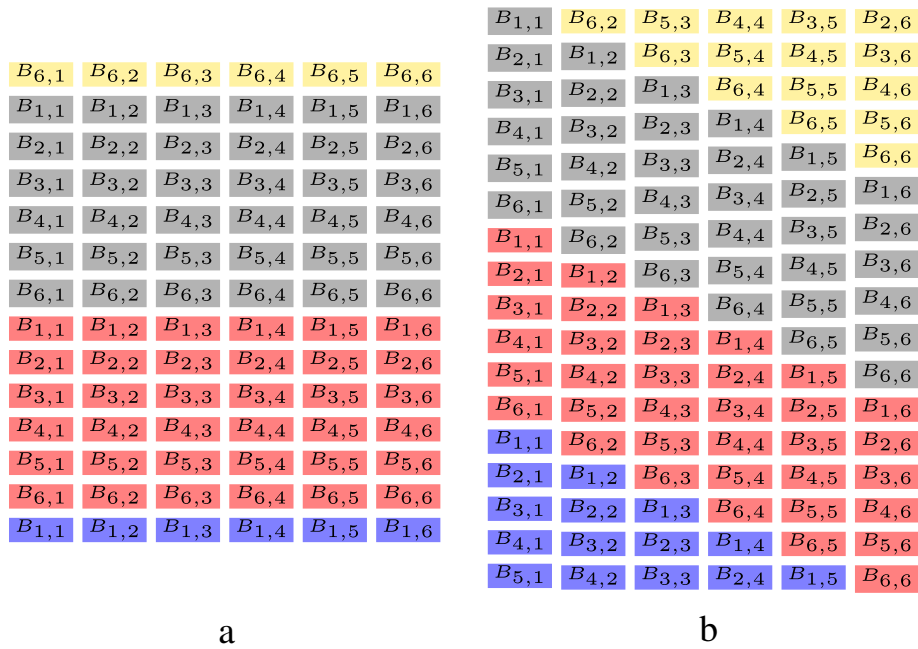 B6,1 B6,2 B6,3 B6,4 B6,5 B6,6
B1,1 B1,2 B1,3 B1,4 B1,5 B1,6
B2,1 B2,2 B2,3 B2,4 B2,5 B2,6
B3,1 B3,2 B3,3 B3,4 B3,5 B3,6
B4,1 B4,2 B4,3 B4,4 B4,5 B4,6
B5,1 B5,2 B5,3 B5,4 B5,5 B5,6
B6,1 B6,2 B6,3 B6,4 B6,5 B6,6
B1,1 B1,2 B1,3 B1,4 B1,5 B1,6
B2,1 B2,2 B2,3 B2,4 B2,5 B2,6
B3,1 B3,2 B3,3 B3,4 B3,5 B3,6
B4,1 B4,2 B4,3 B4,4 B4,5 B4,6
B5,1 B5,2 B5,3 B5,4 B5,5 B5,6
B6,1 B6,2 B6,3 B6,4 B6,5 B6,6
B1,1 B1,2 B1,3 B1,4 B1,5 B1,6
a
B1,1 B6,2 B5,3 B4,4 B3,5 B2,6
B2,1 B1,2 B6,3 B5,4 B4,5 B3,6
B3,1 B2,2 B1,3 B6,4 B5,5 B4,6
B4,1 B3,2 B2,3 B1,4 B6,5 B5,6
B5,1 B4,2 B3,3 B2,4 B1,5 B6,6
B6,1 B5,2 B4,3 B3,4 B2,5 B1,6
B1,1 B6,2 B5,3 B4,4 B3,5 B2,6
B2,1 B1,2 B6,3 B5,4 B4,5 B3,6
B3,1 B2,2 B1,3 B6,4 B5,5 B4,6
B4,1 B3,2 B2,3 B1,4 B6,5 B5,6
B5,1 B4,2 B3,3 B2,4 B1,5 B6,6
B6,1 B5,2 B4,3 B3,4 B2,5 B1,6
B1,1 B6,2 B5,3 B4,4 B3,5 B2,6
B2,1 B1,2 B6,3 B5,4 B4,5 B3,6
B3,1 B2,2 B1,3 B6,4 B5,5 B4,6
B4,1 B3,2 B2,3 B1,4 B6,5 B5,6
B5,1 B4,2 B3,3 B2,4 B1,5 B6,6
b